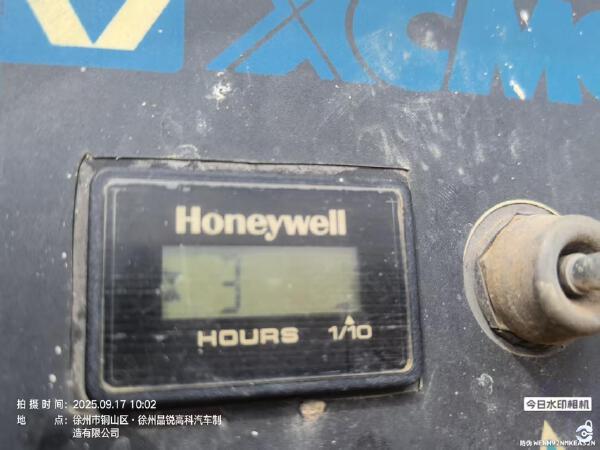 XCM
Honeywell
HOURS 1/10
拍摄时间：2025.09.17 10:02
地 点：徐州市铜山区·徐州晶锐高科汽车制
造有限公司
今日水印相机